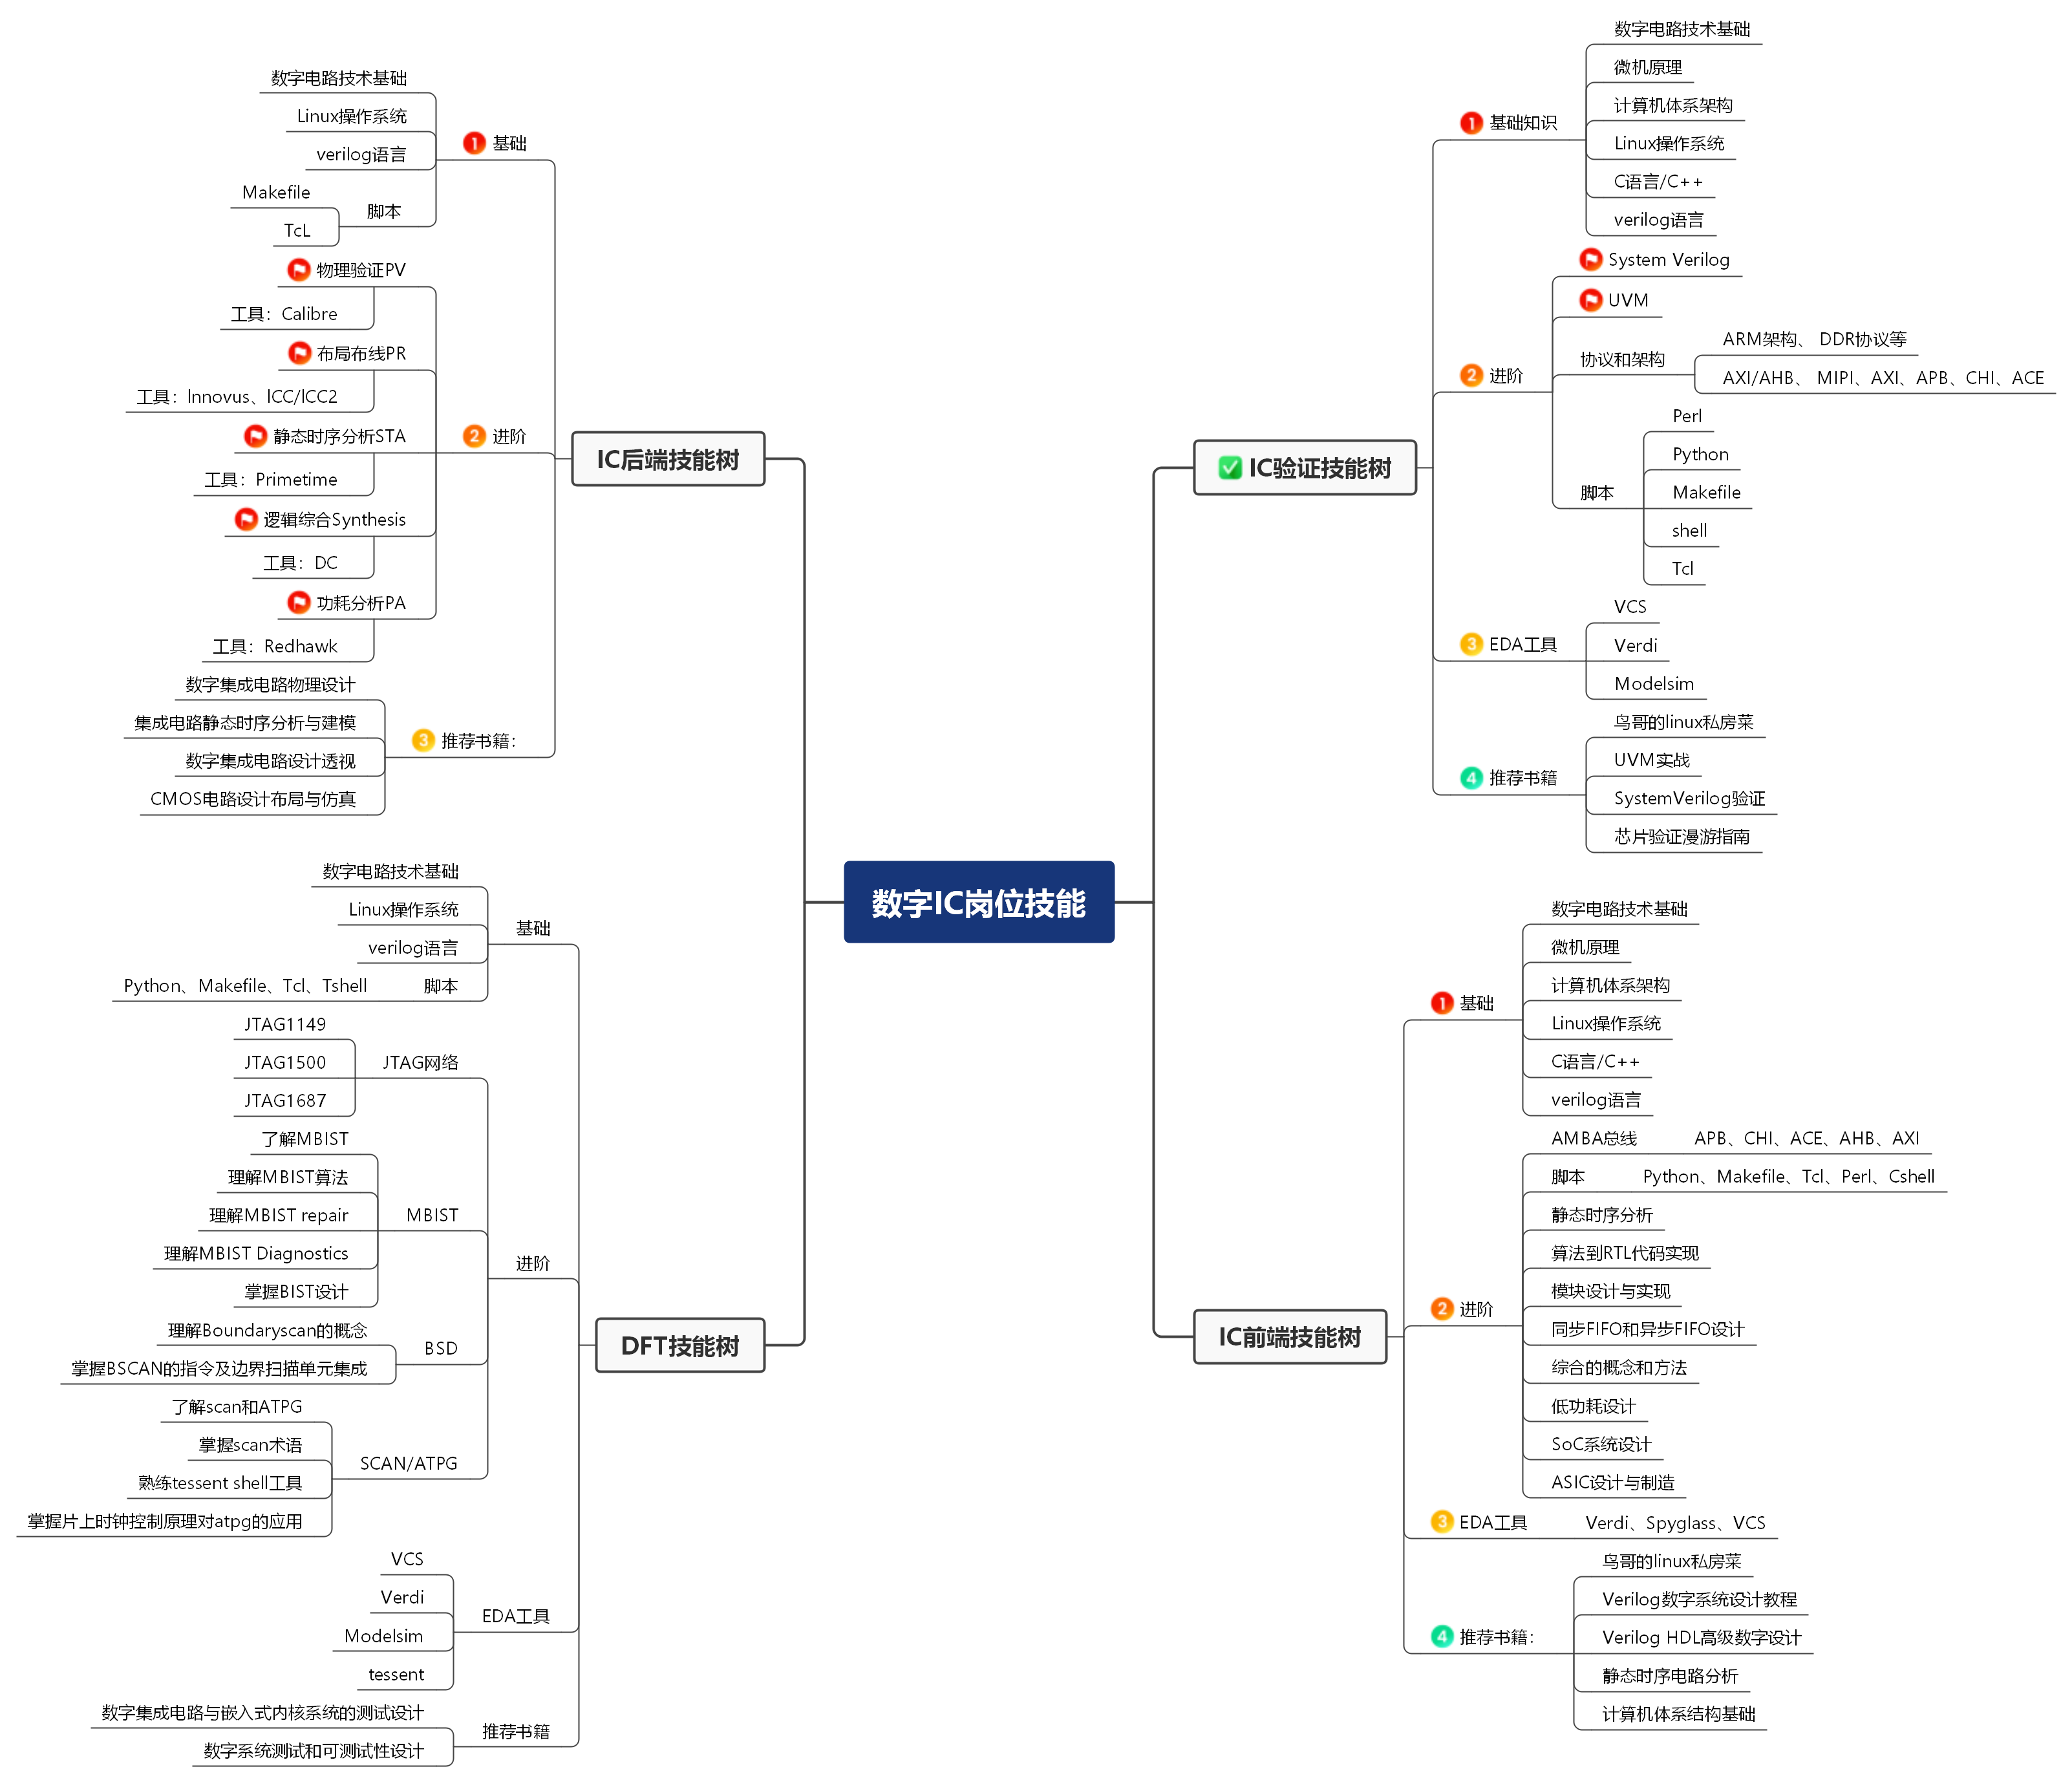 数字IC岗位技能
IC后端技能树
基础
数字电路技术基础
Linux操作系统
verilog语言
脚本
Makefile
TcL
进阶
物理验证PV
工具：Calibre
布局布线PR
工具：Innovus、ICC/ICC2
静态时序分析STA
工具：Primetime
逻辑综合Synthesis
工具：DC
功耗分析PA
工具：Redhawk
推荐书籍：
数字集成电路物理设计
集成电路静态时序分析与建模
数字集成电路设计透视
CMOS电路设计布局与仿真
DFT技能树
基础
数字电路技术基础
Linux操作系统
verilog语言
脚本
Python、Makefile、Tcl、Tshell
进阶
JTAG网络
JTAG1149
JTAG1500
JTAG1687
MBIST
了解MBIST
理解MBIST算法
理解MBIST repair
理解MBIST Diagnostics
掌握BIST设计
BSD
理解Boundaryscan的概念
掌握BSCAN的指令及边界扫描单元集成
SCAN/ATPG
了解scan和ATPG
掌握scan术语
熟练tessent shell工具
掌握片上时钟控制原理对atpg的应用
EDA工具
VCS
Verdi
Modelsim
tessent
推荐书籍
数字集成电路与嵌入式内核系统的测试设计
数字系统测试和可测试性设计
IC验证技能树
1 基础知识
数字电路技术基础
微机原理
计算机体系架构
Linux操作系统
C语言/C++
verilog语言
2 进阶
System Verilog
UVM
协议和架构
ARM架构、 DDR协议等
AXI/AHB、 MIPI、AXI、APB、CHI、ACE
脚本
Perl
Python
Makefile
shell
Tcl
3 EDA工具
VCS
Verdi
Modelsim
4 推荐书籍
鸟哥的linux私房菜
UVM实战
SystemVerilog验证
芯片验证漫游指南
IC前端技能树
1 基础
数字电路技术基础
微机原理
计算机体系架构
Linux操作系统
C语言/C++
verilog语言
2 进阶
AMBA总线
APB、CHI、ACE、AHB、AXI
脚本
Python、Makefile、Tcl、Perl、Cshell
静态时序分析
算法到RTL代码实现
模块设计与实现
同步FIFO和异步FIFO设计
综合的概念和方法
低功耗设计
SoC系统设计
ASIC设计与制造
3 EDA工具
Verdi、Spyglass、VCS
4 推荐书籍：
鸟哥的linux私房菜
Verilog数字系统设计教程
Verilog HDL高级数字设计
静态时序电路分析
计算机体系结构基础